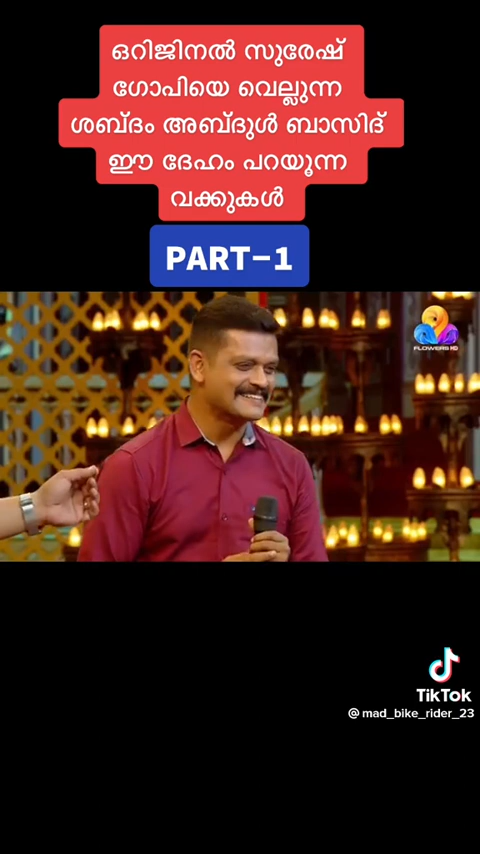 ഒറിജിനൽ സുരേഷ്
ഗോപിയെ വെല്ലുന്ന
ശബ്ദം അബ്ദുൾ ബാസിദ്
ഈ ദേഹം പറയൂന്ന
വക്കുകൾ
PART-1
FLOWERS HD
TikTok
@ mad_bike_rider_23